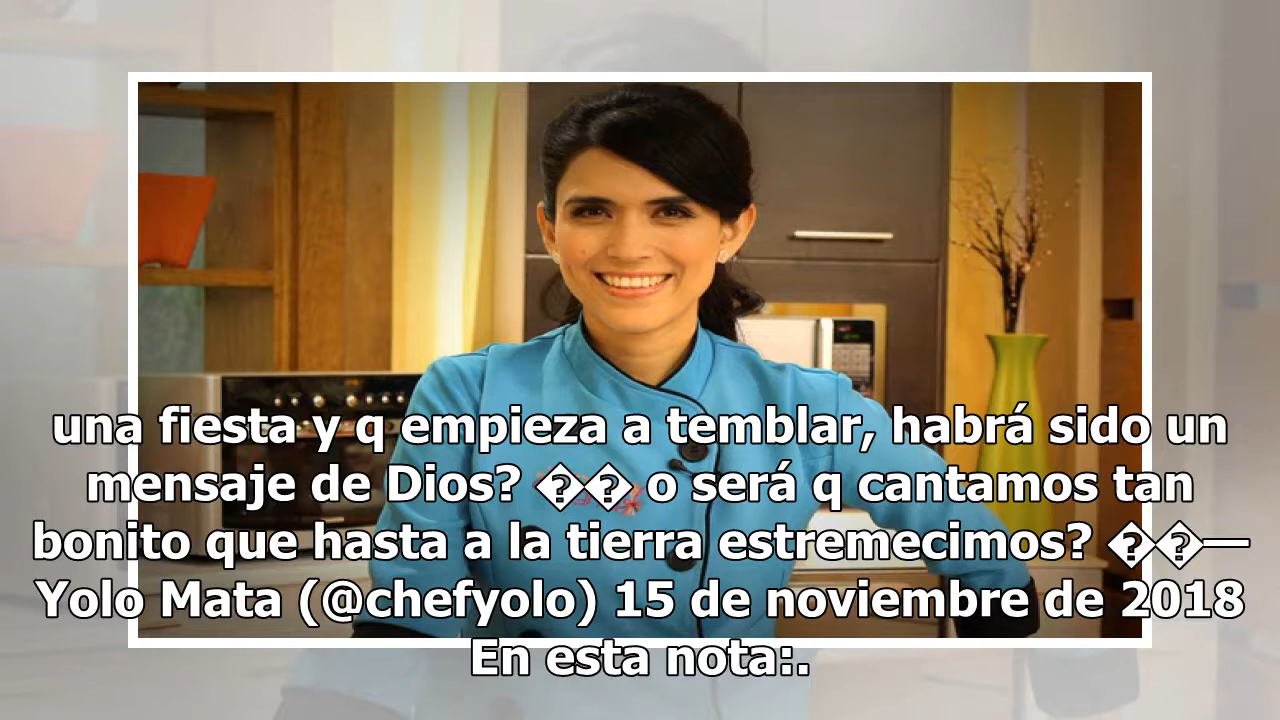 una fiesta y q empieza a temblar, habrá sido un
mensaje de Dios? �� o será q cantamos tan
bonito que hasta a la tierra estremecimos? ��—
Yolo Mata (@chefyolo) 15 de noviembre de 2018
En esta nota:.